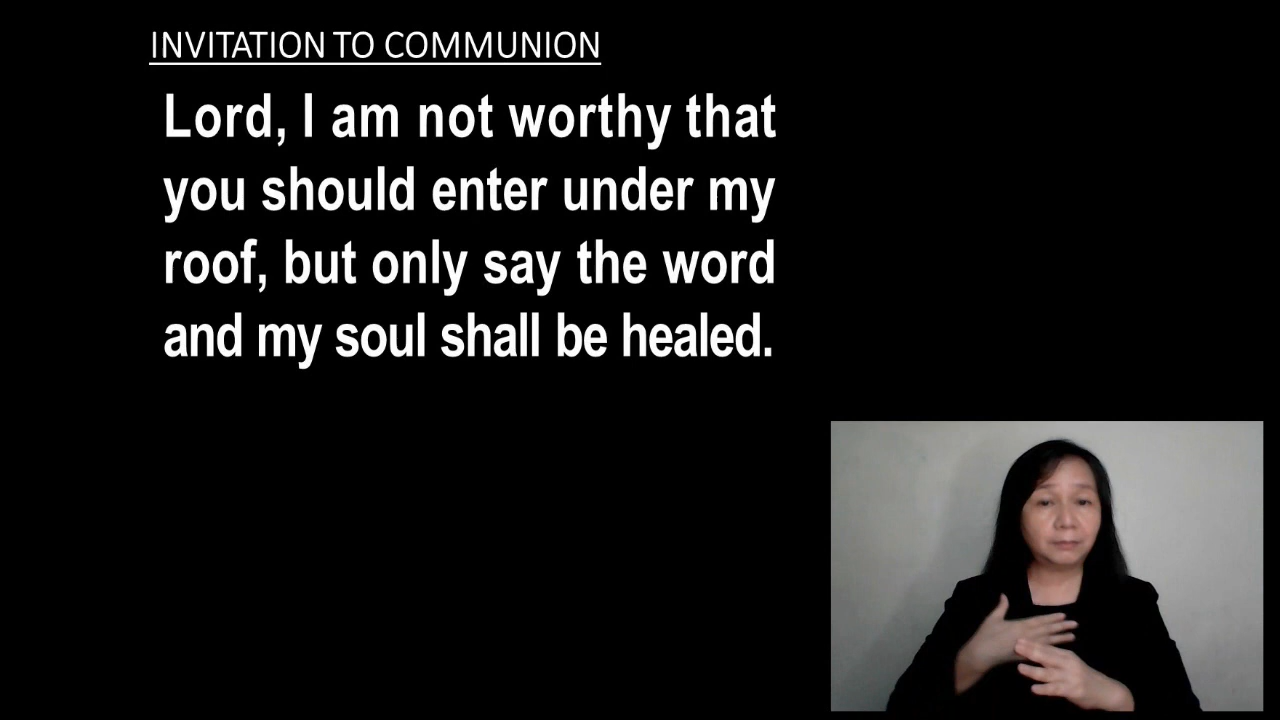 INVITATION TO COMMUNION
Lord, I am not worthy that
you should enter under my
roof, but only say the word
and my soul shall be healed.